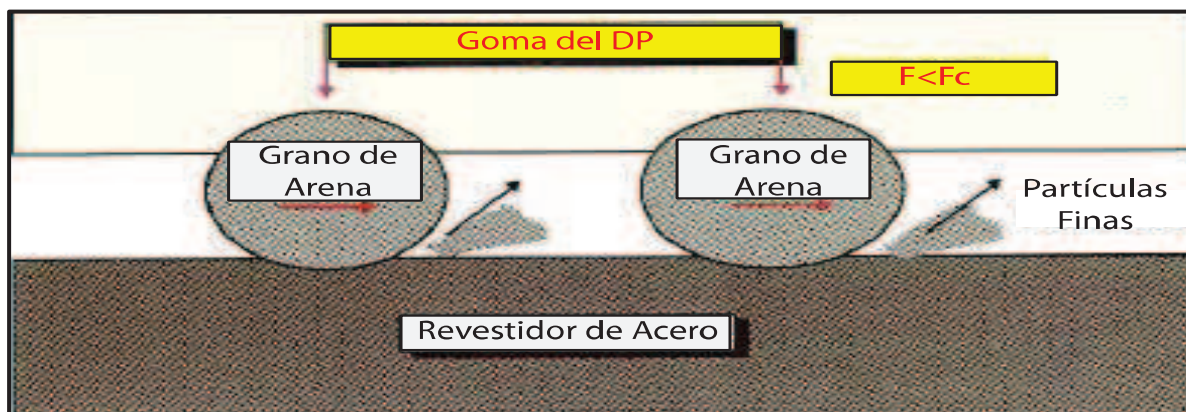 Goma del DP
F<Fc
Grano de
Arena
Grano de
Arena
Partículas
Finas
Revestidor de Acero